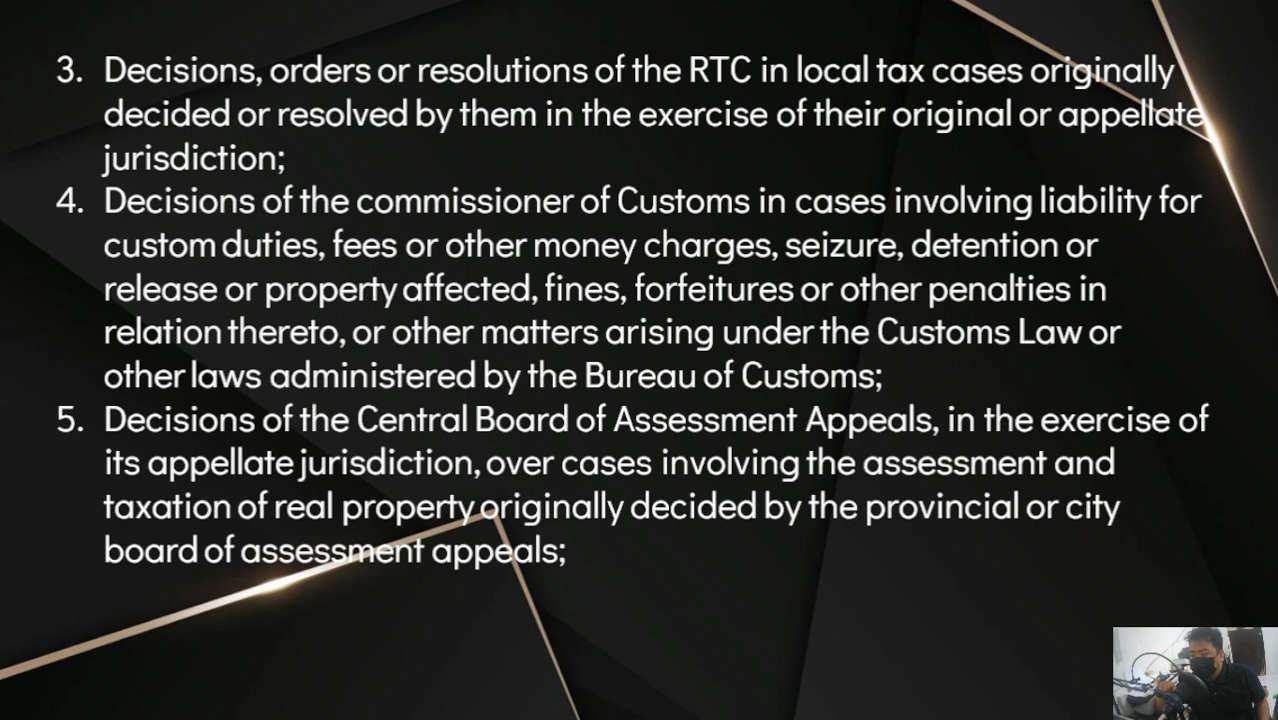 3. Decisions, orders or resolutions of the RTC in local tax cases originally
decided or resolved by them in the exercise of their original or appellate
jurisdiction;
4. Decisions of the commissioner of Customs in cases involving liability for
custom duties, fees or other money charges, seizure, detention or
release or property affected, fines, forfeitures or other penalties in
relation thereto, or other matters arising under the Customs Law or
other laws administered by the Bureau of Customs;
5. Decisions of the Central Board of Assessment Appeals, in the exercise of
its appellate jurisdiction, over cases involving the assessment and
taxation of real property originally decided by the provincial or city
board of assessment appeals;